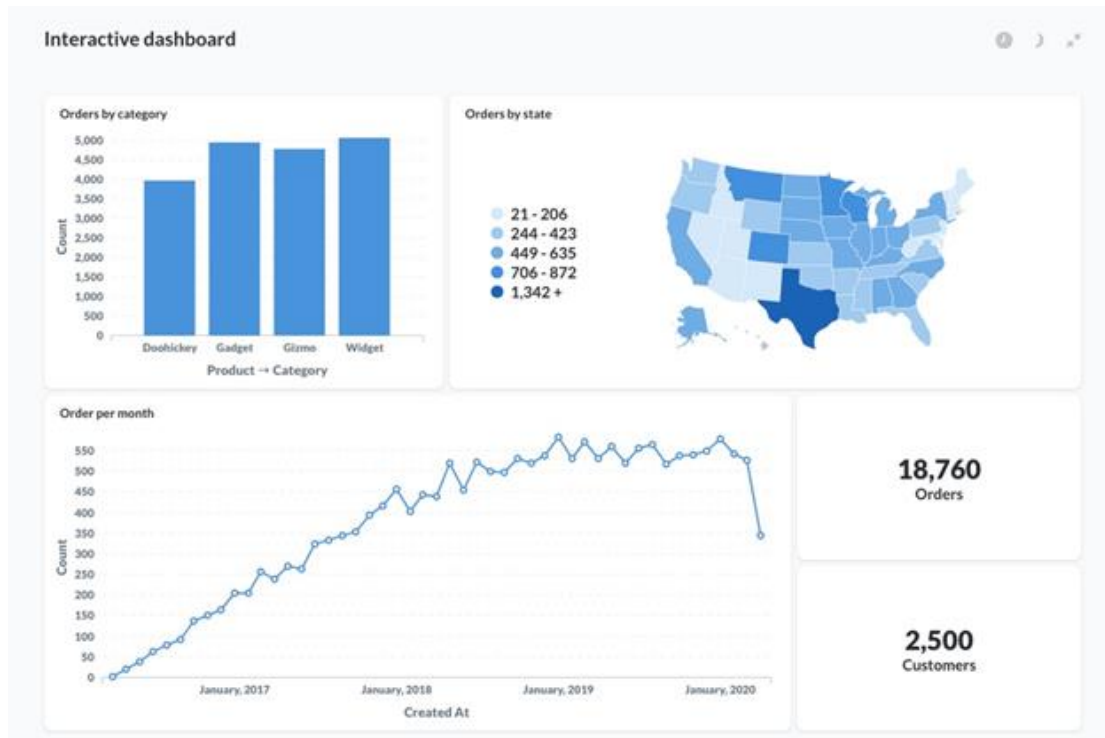 Interactive dashboard
Orders by category
5,000
4,500
4,000
3,500
3,000
2,500
2,000
1,500
1,000
500
0
Count
Doohickey Gadget Gizmo Widget
Product → Category
Orders by state
21 - 206
244 - 423
449 - 635
706 - 872
1,342 +
Order per month
550
500
450
400
350
300
250
200
150
100
50
0
Count
January, 2017 January, 2018 January, 2019 January, 2020
Created At
18,760
Orders
2,500
Customers